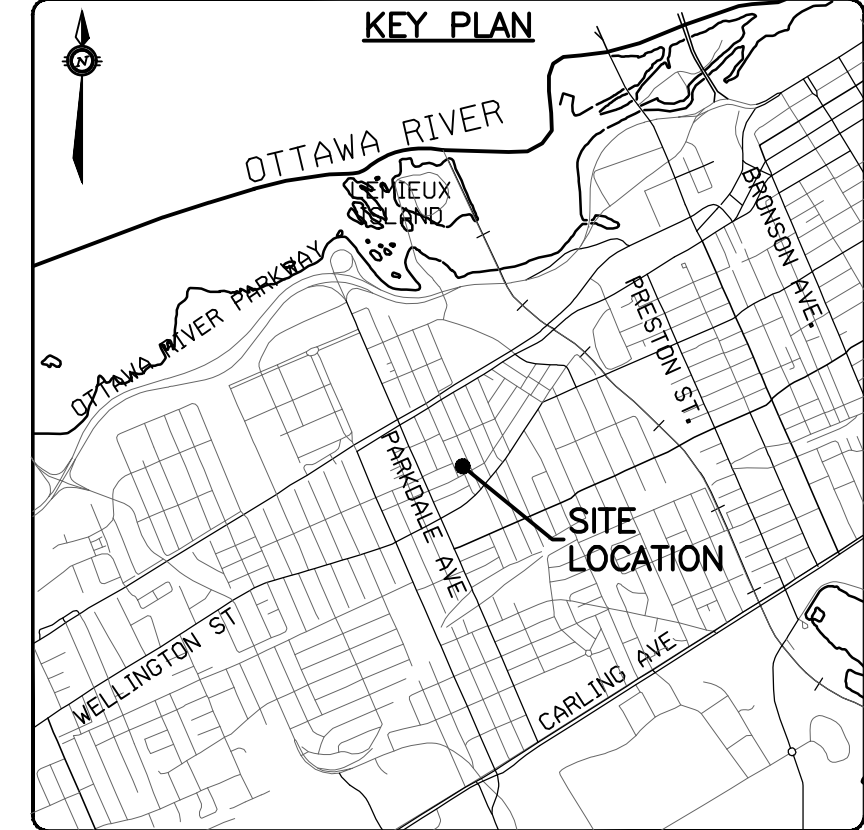 KEY PLAN
N
OTTAWA RIVER
LEMIEUX
ISLAND
BRONSON AVE.
OTTAWA RIVER PARKWAY
PRESTON ST.
PARKDALE AVE
SITE
LOCATION
WELLINGTON ST
CARLING AVE